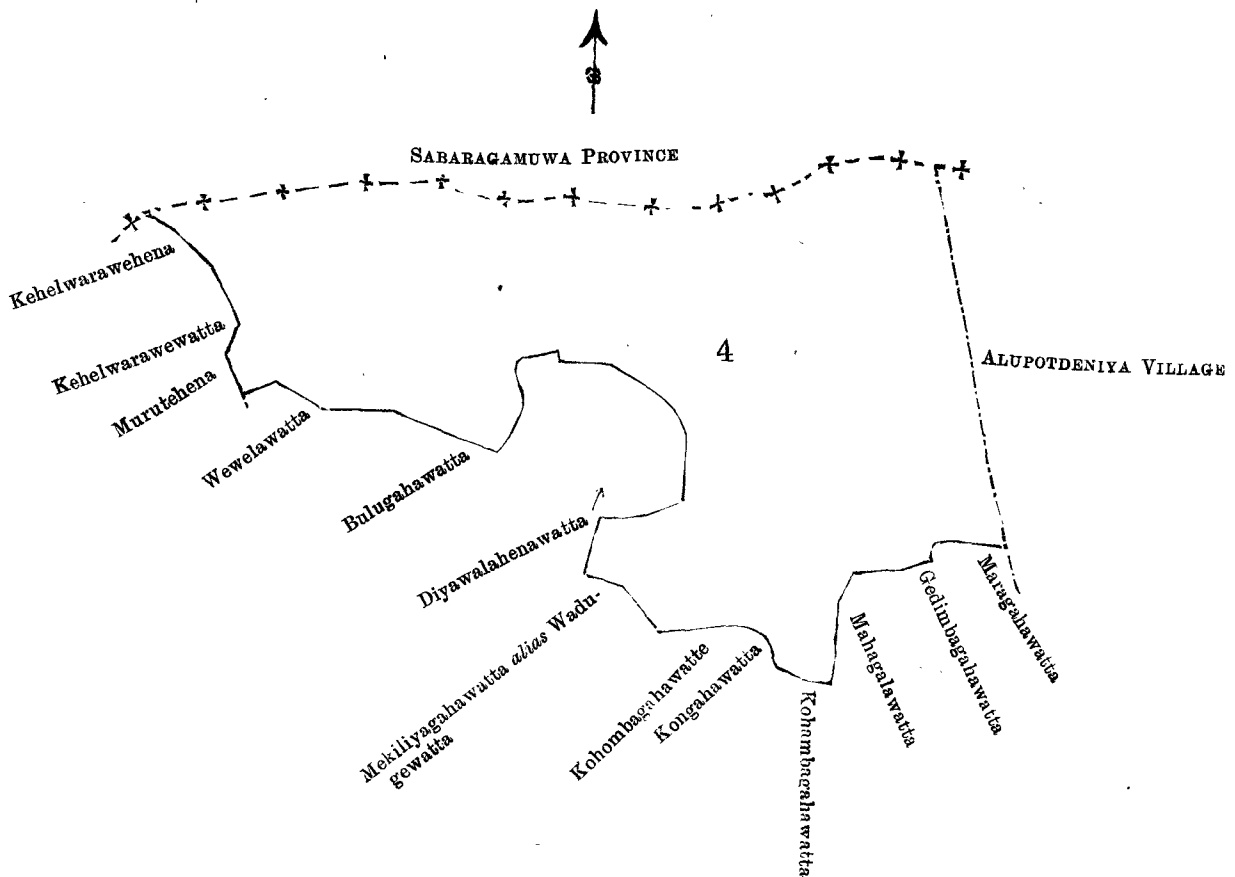 SABARAGAMUWA PROVINCE
Kehelwarawehena
4
Kehelwarawewatta
ALUPOTDENIYA VILLAGE
Murutehena
Wewelawatta
Bulugahawatta
Diyawalahenawatta
Mekiliyagahawatta alias Wadu-
gewatta
Kohombagahawatte
Kongahawatta
Kohambagahawatta
Mahagalawatta
Gedimbagahawatta
Maragahawatta